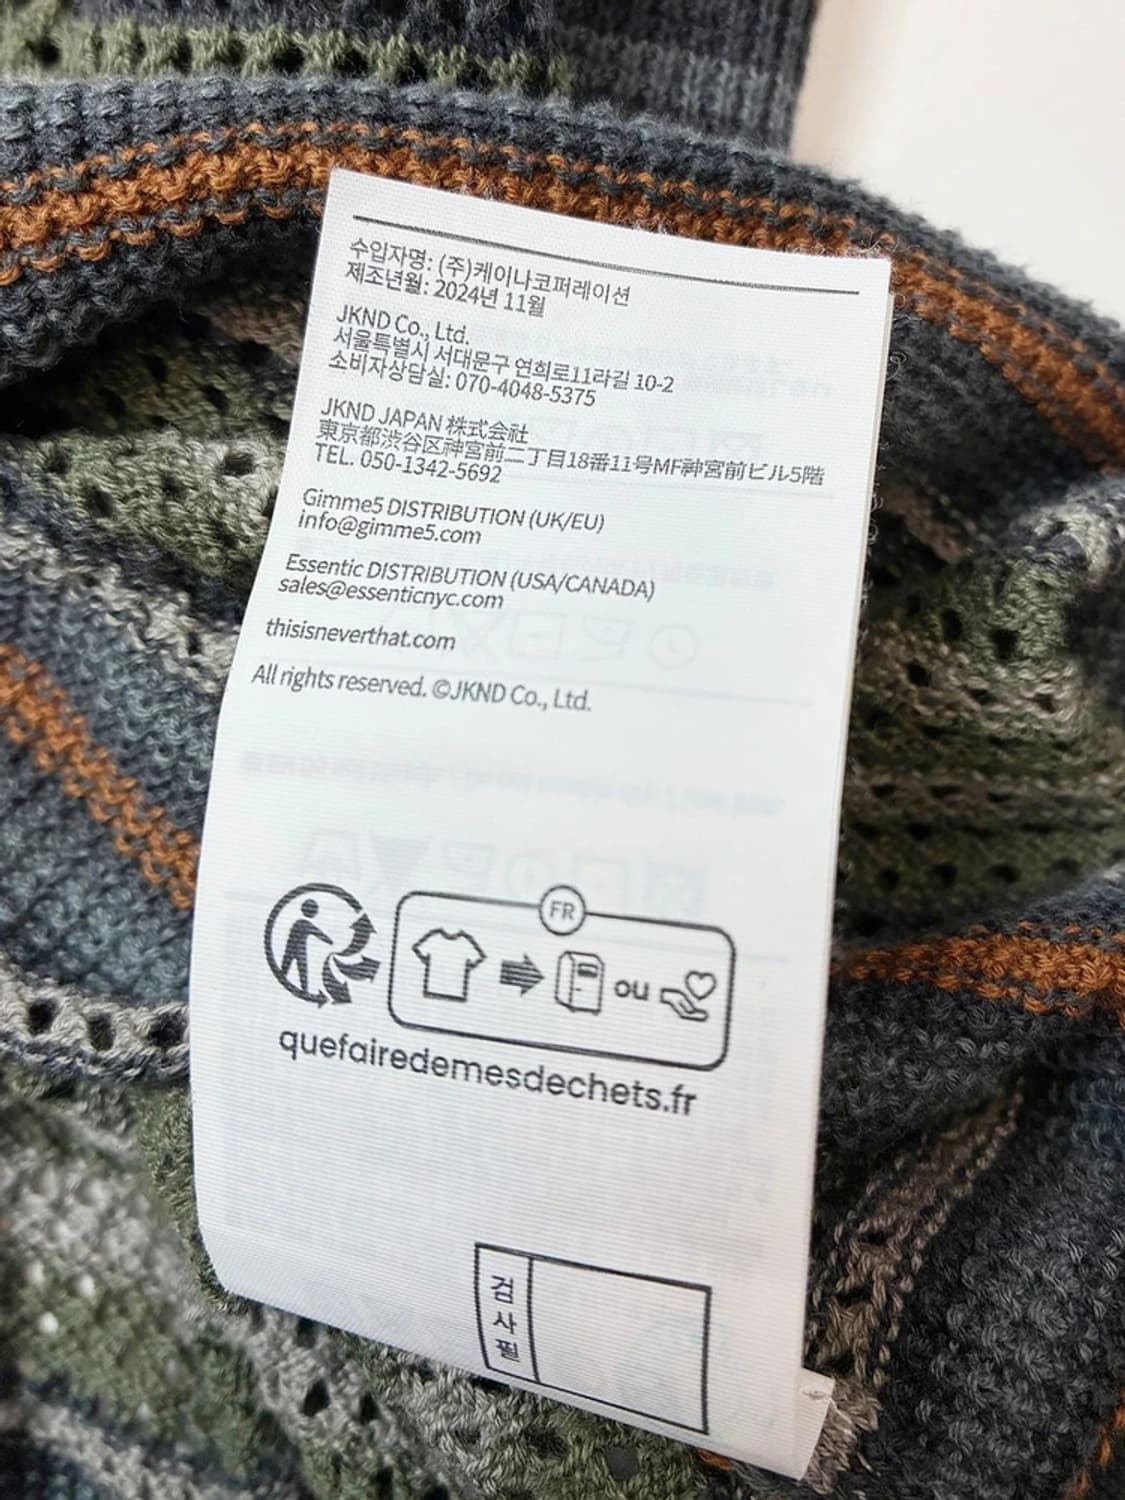 수입자명: (주)케이나코퍼레이션
제조년월: 2024년 11월
JKND Co., Ltd.
서울특별시 서대문구 연희로11라길 10-2
소비자상담실: 070-4048-5375
JKND JAPAN 株式会社
東京都渋谷区神宮前二丁目18番11号MF神宮前ビル5階
TEL. 050-1342-5692
Gimme5 DISTRIBUTION (UK/EU)
info@gimme5.com
Essentic DISTRIBUTION (USA/CANADA)
sales@essenticnyc.com
thisisneverthat.com
All rights reserved. ©JKND Co., Ltd.
FR
ou
quefairedemesdechets.fr
검사필